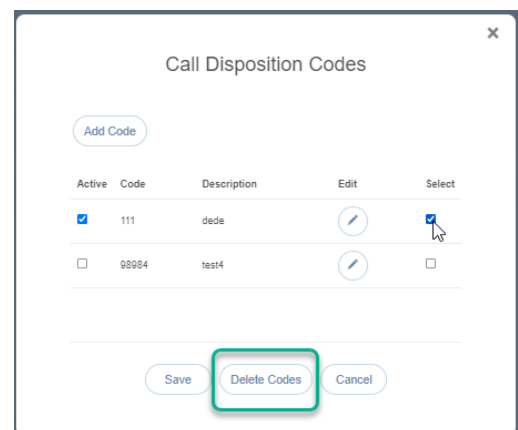 Call Disposition Codes
Add Code
Active Code Description Edit Select
111 dede
98984 test4
Save Delete Codes Cancel